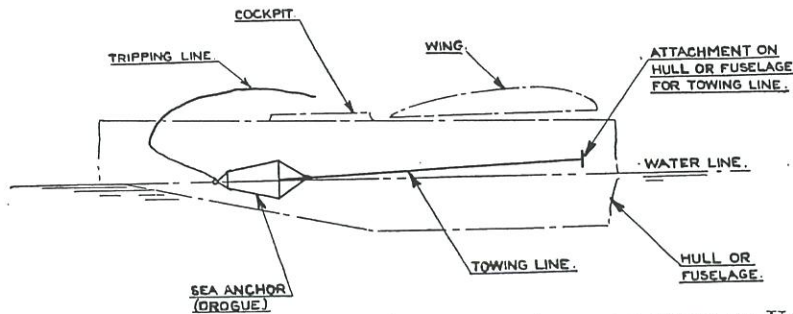 COCKPIT.
TRIPPING LINE.
WING.
ATTACHMENT ON
HULL OR FUSELAGE
FOR TOWING LINE.
WATER LINE.
TOWING LINE.
HULL OR
FUSELAGE.
SEA ANCHOR
(DROGUE)